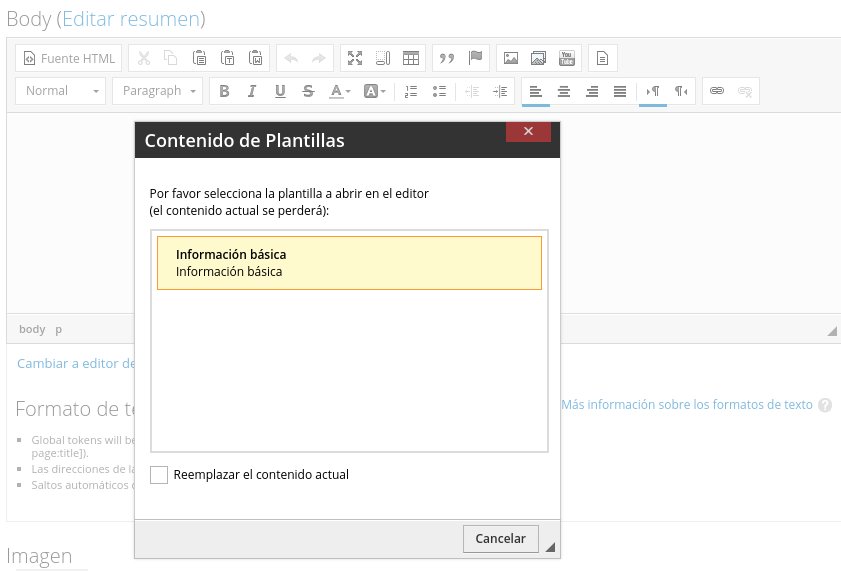 Body (Editar resumen)
Fuente HTML
You Tube
Normal
Paragraph
B I U S A A
Contenido de Plantillas
Por favor selecciona la plantilla a abrir en el editor
(el contenido actual se perderá):
Información básica
Información básica
body p
Cambiar a editor de
Formato de te
Más información sobre los formatos de texto ?
Global tokens will be
page:title]).
Las direcciones de la
Saltos automáticos
Reemplazar el contenido actual
Cancelar
Imagen